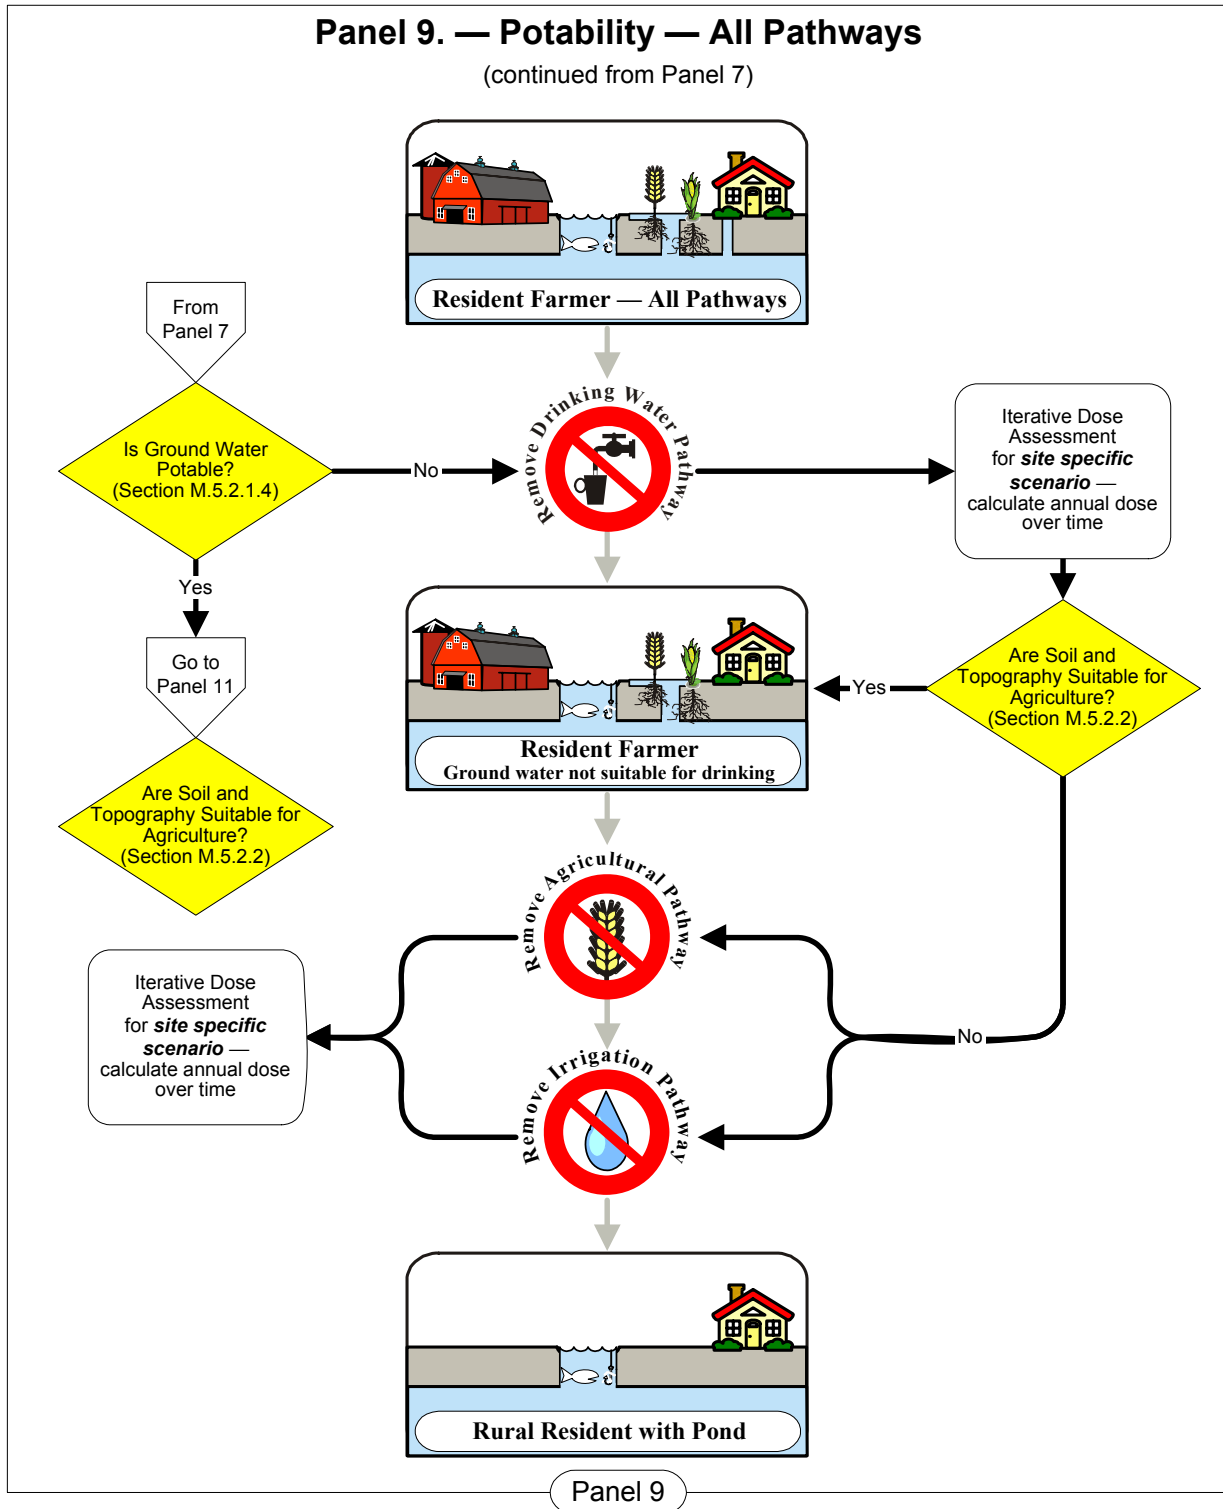 Panel 9. — Potability — All Pathways
(continued from Panel 7)
Resident Farmer — All Pathways
From
Panel 7
Is Ground Water
Potable?
(Section M.5.2.1.4)
No
Remove Drinking Water Pathway
Iterative Dose
Assessment
for site specific
scenario —
calculate annual dose
over time
Yes
Go to
Panel 11
Are Soil and
Topography Suitable for
Agriculture?
(Section M.5.2.2)
Resident Farmer
Ground water not suitable for drinking
Yes
Are Soil and
Topography Suitable for
Agriculture?
(Section M.5.2.2)
Remove Agricultural Pathway
Iterative Dose
Assessment
for site specific
scenario —
calculate annual dose
over time
No
Remove Irrigation Pathway
Rural Resident with Pond
Panel 9